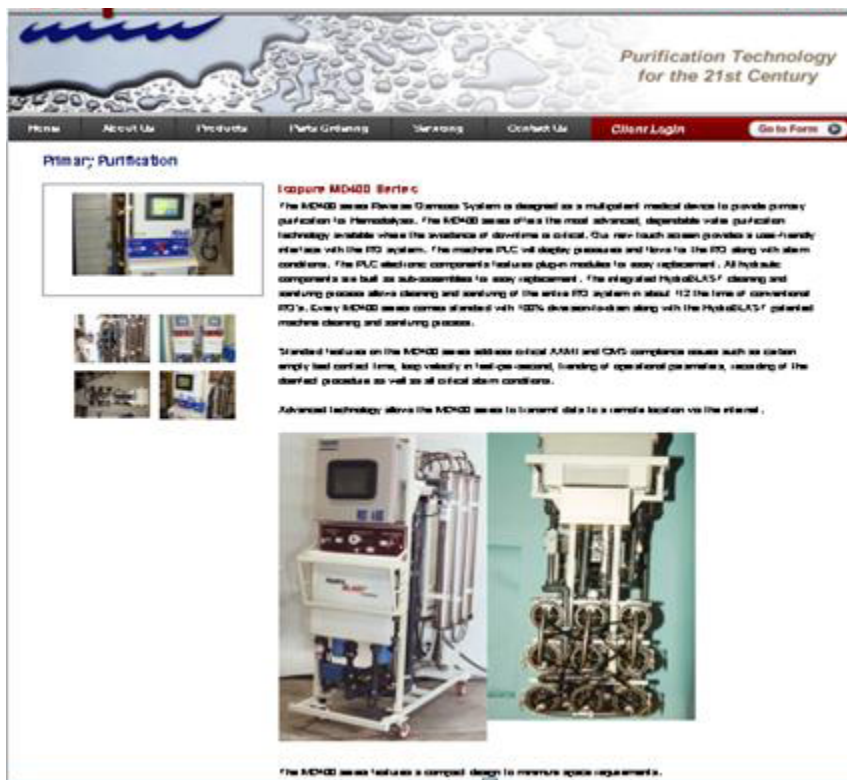 Purification Technology
for the 21st Century
Home About Us Products Parts Ordering Servicing Contact Us Client Login Go to Form
Primary Purification
Isopure MD400 Series
The MD400 series Reverse Osmosis System is designed as a multipatient medical device to provide primary
purification for Hemodialysis. The MD400 series offers the most advanced, dependable water purification
technology available where the avoidance of downtime is critical. Our new touch screen provides a user-friendly
interface with the RO system. The machine PLC will display pressures and flows for the RO along with alarm
conditions. The PLC electronic components features plug-in modules for easy replacement. All hydraulic
components are built as sub-assemblies for easy replacement. The integrated HydroBLAST cleaning and
sanitizing process allows cleaning and sanitizing of the entire RO system in about 1/2 the time of conventional
RO's. Every MD400 series comes standard with 100% diversion-to-drain along with the HydroBLAST patented
machine cleaning and sanitizing process.
Standard features on the MD400 series address critical AAMI and CMS compliance issues such as carbon
empty bed contact time, loop velocity in feet-per-second, trending of operational parameters, recording of the
disinfect procedure as well as all critical alarm conditions.
Advanced technology allows the MD400 series to transmit data to a remote location via the internet.
MD 400
BLAST
The MD400 series features a compact design to minimize space requirements.